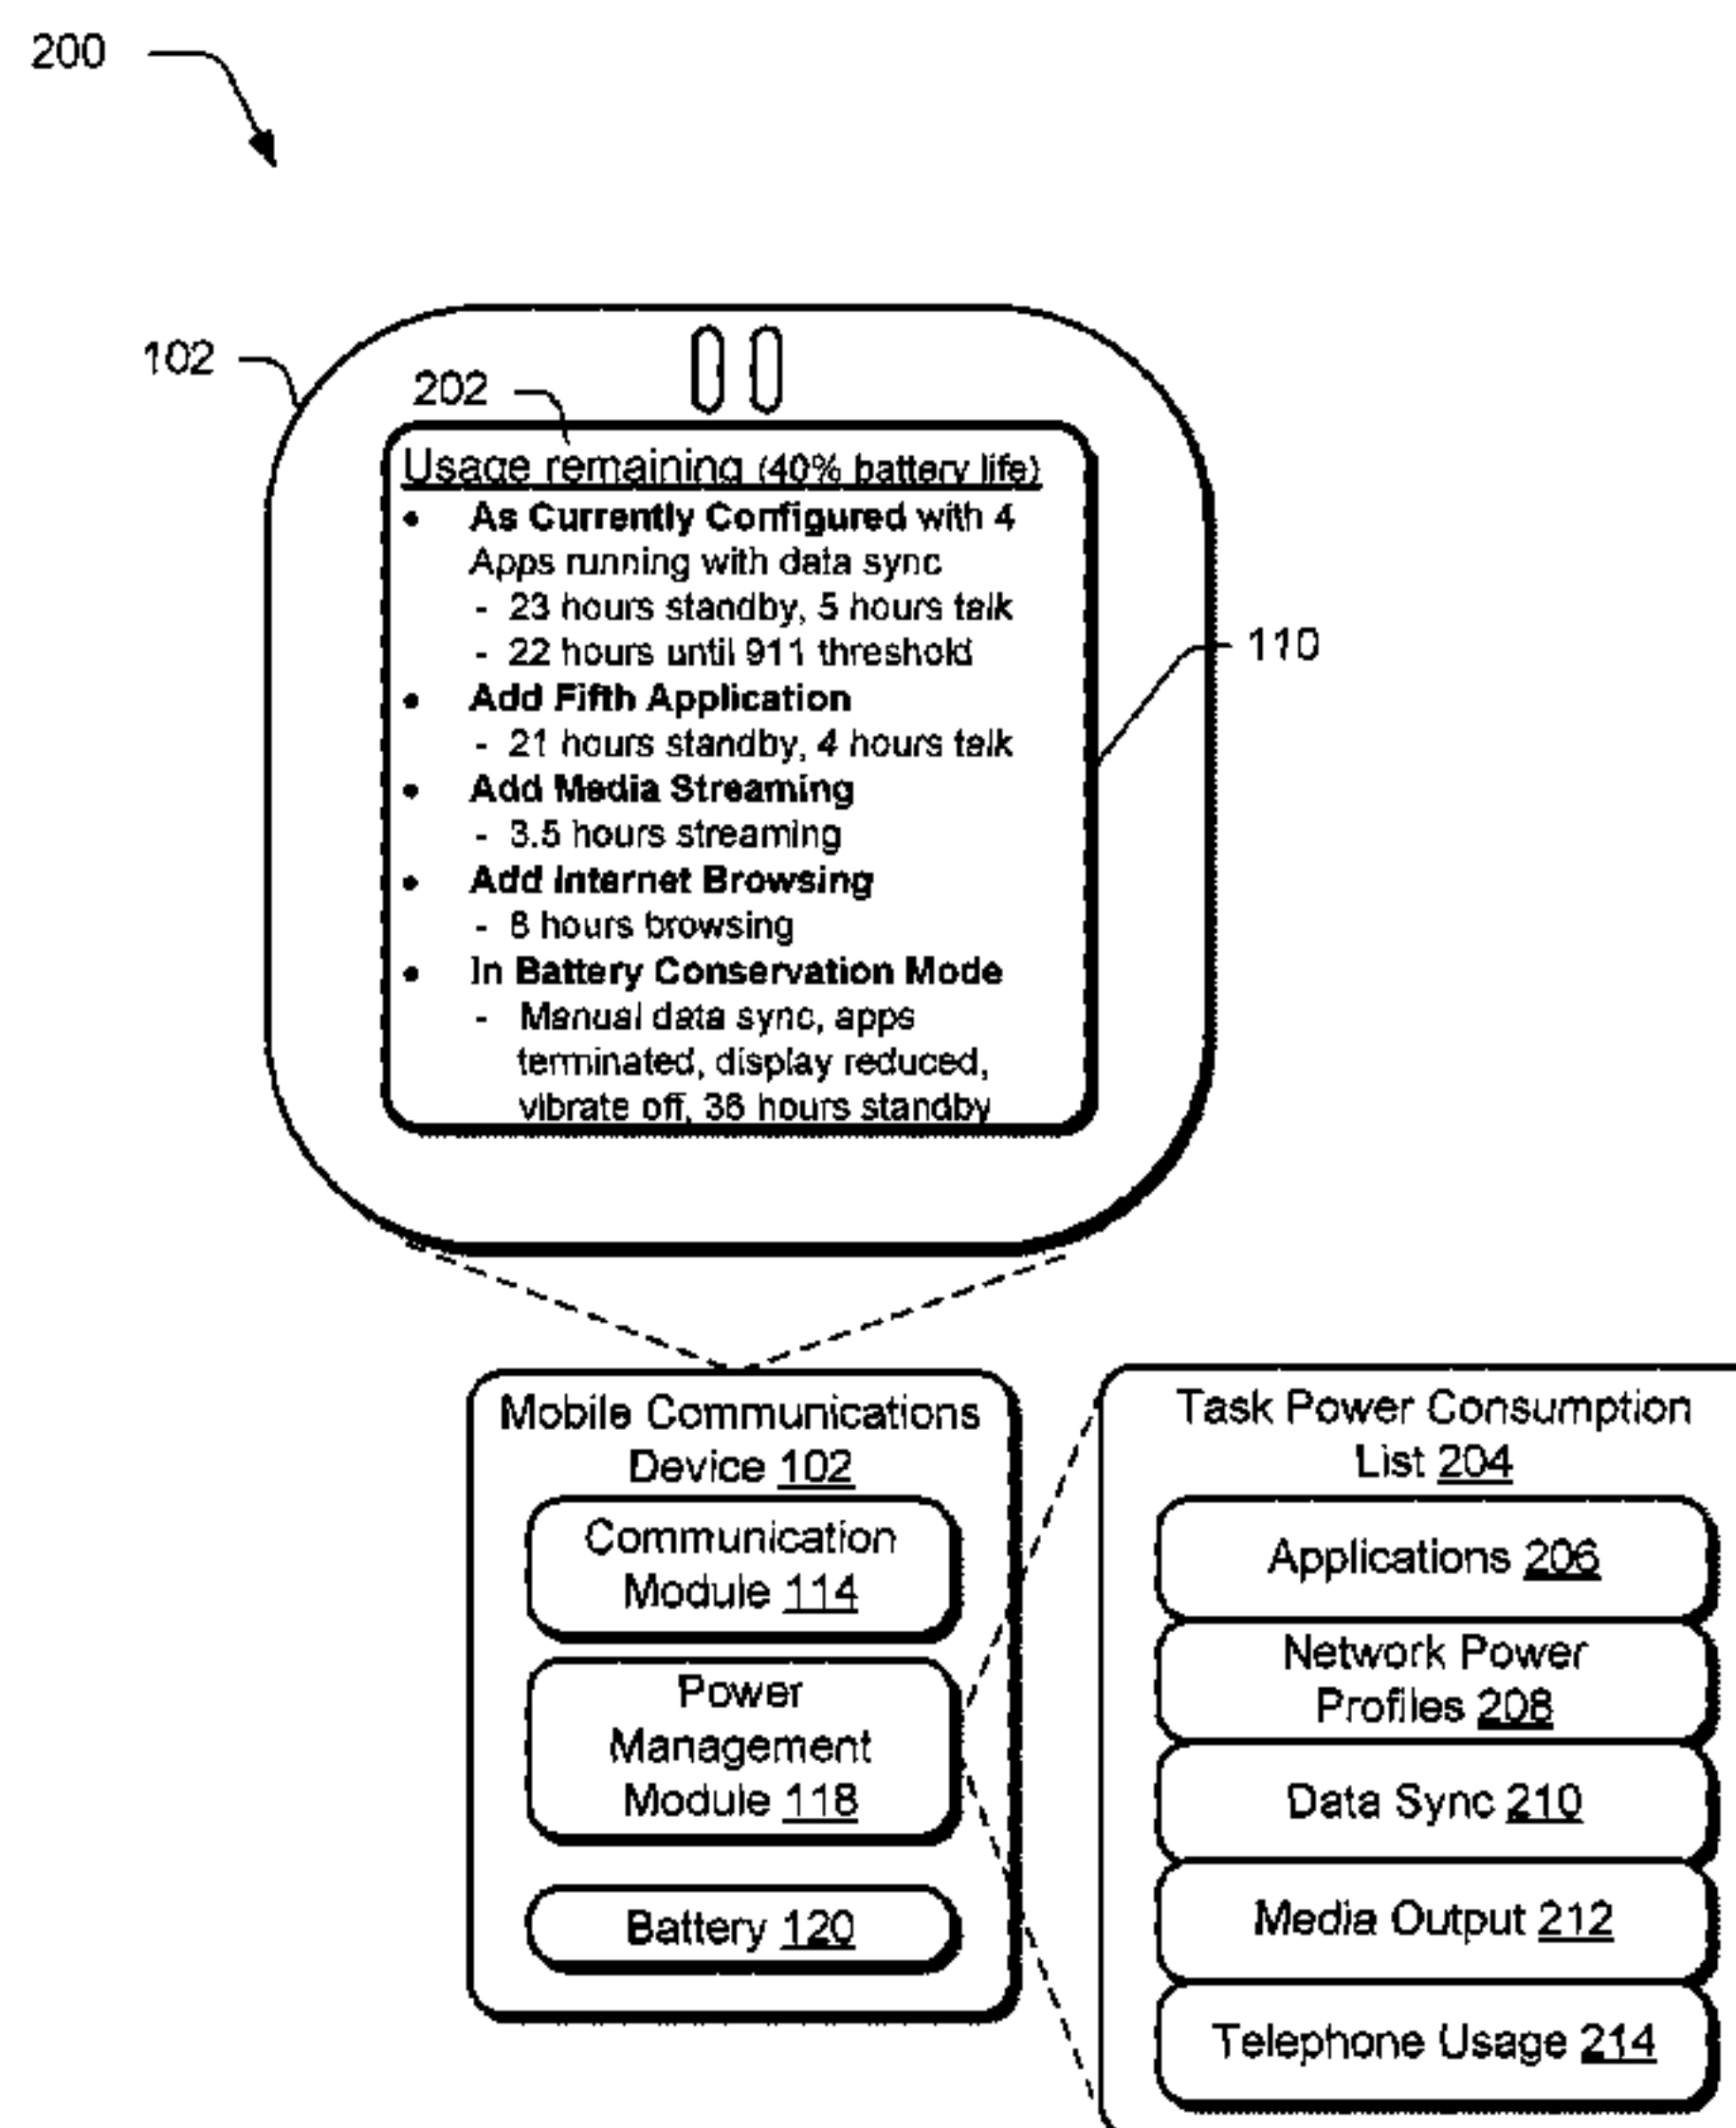 200
102
202
Usage remaining (40% battery life)
• As Currently Configured with 4
Apps running with data sync
- 23 hours standby, 5 hours talk
- 22 hours until 911 threshold
• Add Fifth Application
- 21 hours standby, 4 hours talk
• Add Media Streaming
- 3.5 hours streaming
• Add Internet Browsing
- 8 hours browsing
• In Battery Conservation Mode
- Manual data sync, apps
terminated, display reduced,
vibrate off, 36 hours standby
110
Mobile Communications
Device 102
Communication
Module 114
Power
Management
Module 118
Battery 120
Task Power Consumption
List 204
Applications 206
Network Power
Profiles 208
Data Sync 210
Media Output 212
Telephone Usage 214